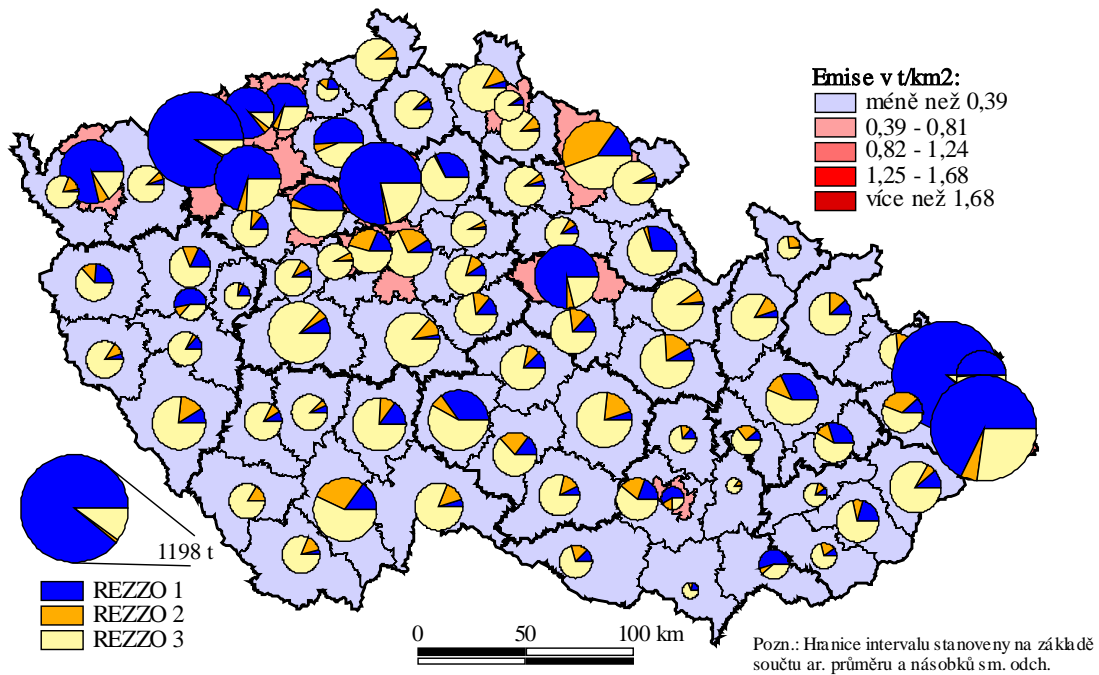 Emise v t/km2:
méně než 0,39
0,39 - 0,81
0,82 - 1,24
1,25 - 1,68
více než 1,68
1198 t
REZZO 1
REZZO 2
REZZO 3
0 50 100 km
Pozn.: Hranice intervalu stanoveny na základě
součtu ar. průměru a násobků sm. odch.